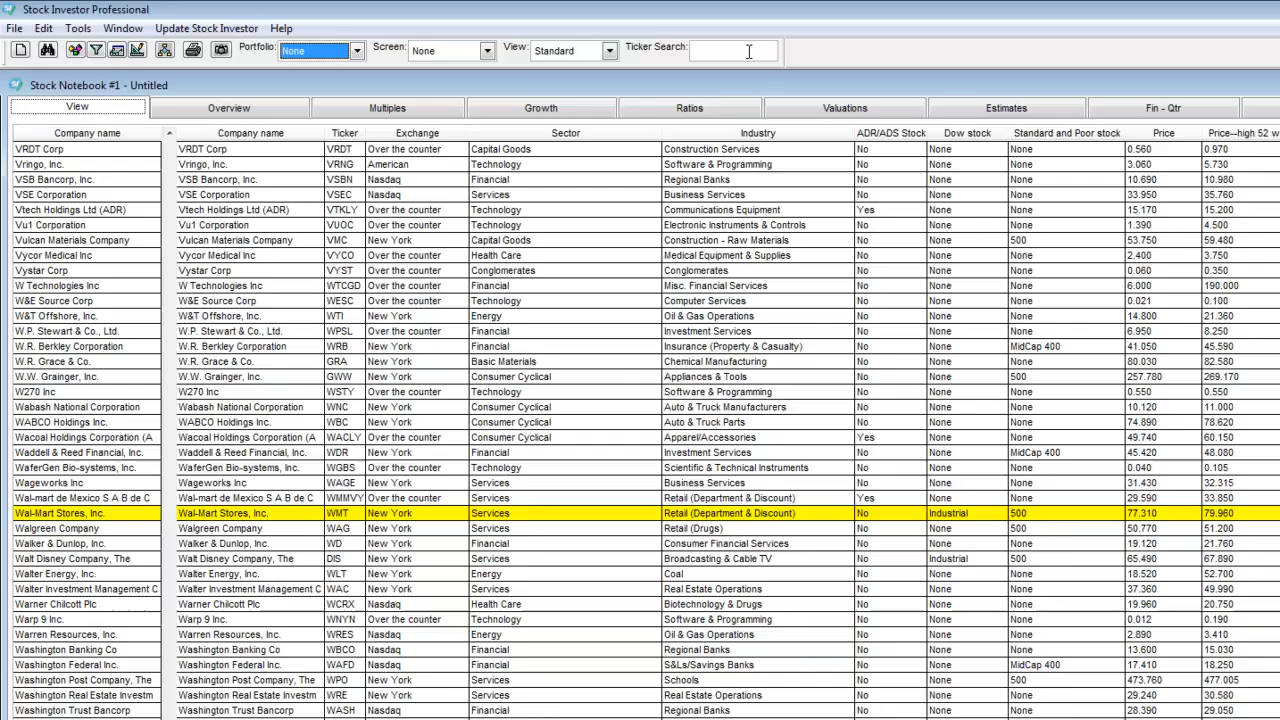 Stock Investor Professional
File Edit Tools Window Update Stock Investor Help
Portfolio: None Screen: None View: Standard Ticker Search:
Stock Notebook #1 - Untitled
View Overview Multiples Growth Ratios Valuations Estimates Fin - Qtr
Company name Company name Ticker Exchange Sector Industry ADR/ADS Stock Dow stock Standard and Poor stock Price Price--high 52 w
VRDT Corp VRDT Corp VRDT Over the counter Capital Goods Construction Services No None None 0.560 0.970
Vringo, Inc. Vringo, Inc. VRNG American Technology Software & Programming No None None 3.060 5.730
VSB Bancorp, Inc. VSB Bancorp, Inc. VSBN Nasdaq Financial Regional Banks No None None 10.690 10.980
VSE Corporation VSE Corporation VSEC Nasdaq Services Business Services No None None 33.950 35.760
Vtech Holdings Ltd (ADR) Vtech Holdings Ltd (ADR) VTKLY Over the counter Technology Communications Equipment Yes None None 15.170 15.200
Vu1 Corporation Vu1 Corporation VUOC Over the counter Technology Electronic Instruments & Controls No None None 1.390 4.500
Vulcan Materials Company Vulcan Materials Company VMC New York Capital Goods Construction - Raw Materials No None 500 53.750 59.480
Vycor Medical Inc Vycor Medical Inc VYCO Over the counter Health Care Medical Equipment & Supplies No None None 2.400 3.750
Vystar Corp Vystar Corp VYST Over the counter Conglomerates Conglomerates No None None 0.060 0.350
W Technologies Inc W Technologies Inc WTCGD Over the counter Financial Misc. Financial Services No None None 6.000 190.000
W&E Source Corp W&E Source Corp WESC Over the counter Technology Computer Services No None None 0.021 0.100
W&T Offshore, Inc. W&T Offshore, Inc. WTI New York Energy Oil & Gas Operations No None None 14.800 21.360
W.P. Stewart & Co., Ltd. W.P. Stewart & Co., Ltd. WPSL Over the counter Financial Investment Services No None None 6.950 8.250
W.R. Berkley Corporation W.R. Berkley Corporation WRB New York Financial Insurance (Property & Casualty) No None MidCap 400 41.050 45.590
W.R. Grace & Co. W.R. Grace & Co. GRA New York Basic Materials Chemical Manufacturing No None None 80.030 82.580
W.W. Grainger, Inc. W.W. Grainger, Inc. GWW New York Consumer Cyclical Appliances & Tools No None 500 257.780 269.170
W270 Inc W270 Inc WSTY Over the counter Technology Software & Programming No None None 0.550 0.550
Wabash National Corporation Wabash National Corporation WNC New York Consumer Cyclical Auto & Truck Manufacturers No None None 10.120 11.000
WABCO Holdings Inc. WABCO Holdings Inc. WBC New York Consumer Cyclical Auto & Truck Parts No None None 74.890 78.620
Wacoal Holdings Corporation (A Wacoal Holdings Corporation (A WACLY Over the counter Consumer Cyclical Apparel/Accessories Yes None None 49.740 60.150
Waddell & Reed Financial, Inc. Waddell & Reed Financial, Inc. WDR New York Financial Investment Services No None MidCap 400 45.420 48.080
WaferGen Bio-systems, Inc. WaferGen Bio-systems, Inc. WGBS Over the counter Technology Scientific & Technical Instruments No None None 0.040 0.105
Wageworks Inc Wageworks Inc WAGE New York Services Business Services No None None 31.430 32.315
Wal-mart de Mexico S A B de C Wal-mart de Mexico S A B de C WMMVY Over the counter Services Retail (Department & Discount) Yes None None 29.590 33.850
Wal-Mart Stores, Inc. Wal-Mart Stores, Inc. WMT New York Services Retail (Department & Discount) No Industrial 500 77.310 79.960
Walgreen Company Walgreen Company WAG New York Services Retail (Drugs) No None 500 50.770 51.200
Walker & Dunlop, Inc. Walker & Dunlop, Inc. WD New York Financial Consumer Financial Services No None None 19.120 21.760
Walt Disney Company, The Walt Disney Company, The DIS New York Services Broadcasting & Cable TV No Industrial 500 65.490 67.890
Walter Energy, Inc. Walter Energy, Inc. WLT New York Energy Coal No None None 18.520 52.700
Walter Investment Management C Walter Investment Management C WAC New York Services Real Estate Operations No None None 37.360 49.990
Warner Chilcott Plc Warner Chilcott Plc WCRX Nasdaq Health Care Biotechnology & Drugs No None None 19.960 20.750
Warp 9 Inc. Warp 9 Inc. WNYN Over the counter Technology Software & Programming No None None 0.012 0.190
Warren Resources, Inc. Warren Resources, Inc. WRES Nasdaq Energy Oil & Gas Operations No None None 2.890 3.410
Washington Banking Co Washington Banking Co WBCO Nasdaq Financial Regional Banks No None None 13.600 15.030
Washington Federal Inc. Washington Federal Inc. WAFD Nasdaq Financial S&Ls/Savings Banks No None MidCap 400 17.410 18.250
Washington Post Company, The Washington Post Company, The WPO New York Services Schools No None 500 473.760 477.005
Washington Real Estate Investm Washington Real Estate Investm WRE New York Services Real Estate Operations No None None 29.240 30.580
Washington Trust Bancorp Washington Trust Bancorp WASH Nasdaq Financial Regional Banks No None None 28.390 29.050